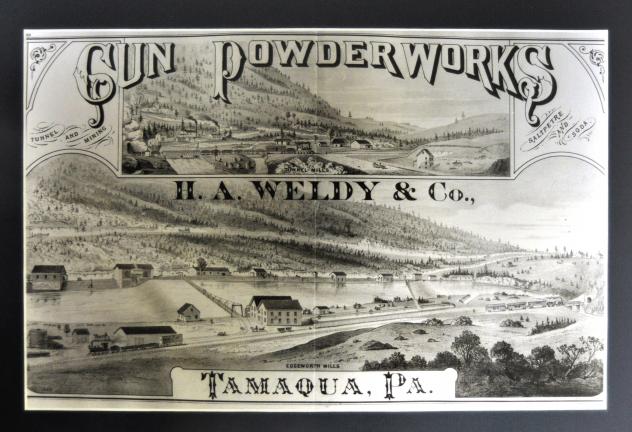 GUN POWDERWORKS
TUNNEL AND MINING
SALTPETRE AND SODA.
H. A. WELDY & Co.,
EDGEWORTH MILLS
TAMAQUA, PA.